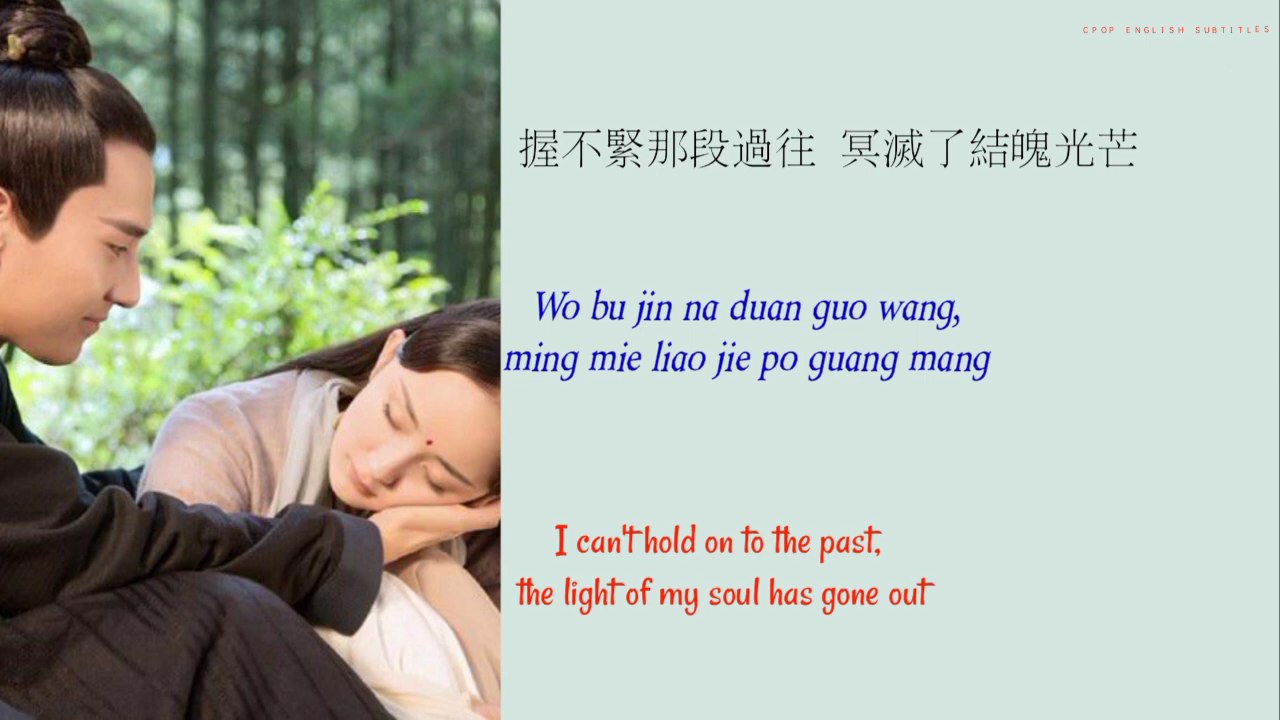 CPOP ENGLISH SUBTITLES
握不緊那段過往 冥滅了結魄光芒
Wo bu jin na duan guo wang,
ming mie liao jie po guang mang
I can't hold on to the past,
the light of my soul has gone out